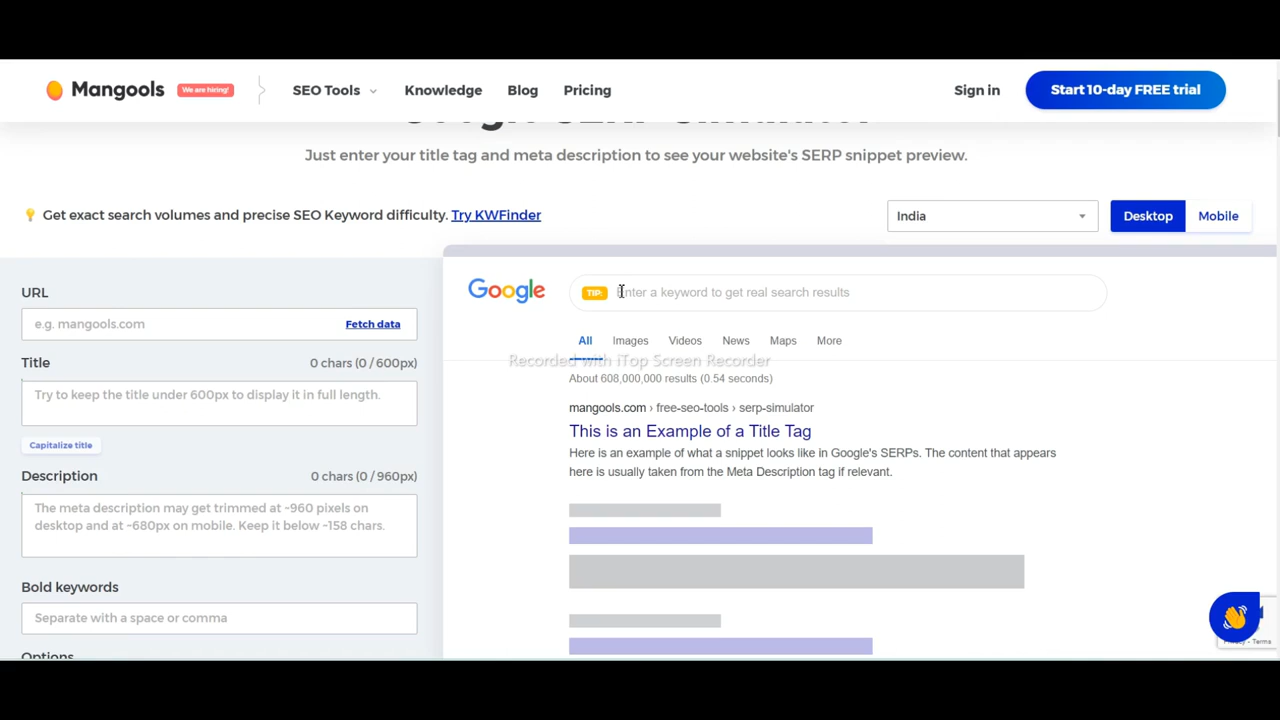 Mangools
We are hiring!
SEO Tools
Knowledge
Blog
Pricing
Sign in
Start 10-day FREE trial
Google SERP Simulator
Just enter your title tag and meta description to see your website's SERP snippet preview.
Get exact search volumes and precise SEO Keyword difficulty. Try KWFinder
India
Desktop
Mobile
URL
e.g. mangools.com
Fetch data
Title
0 chars (0 / 600px)
Try to keep the title under 600px to display it in full length.
Capitalize title
Description
0 chars (0 / 960px)
The meta description may get trimmed at ~960 pixels on
desktop and at ~680px on mobile. Keep it below ~158 chars.
Bold keywords
Separate with a space or comma
Options
Google
TIP:
Enter a keyword to get real search results
All
Images
Videos
News
Maps
More
Recorded with iTop Screen Recorder
About 608,000,000 results (0.54 seconds)
mangools.com › free-seo-tools › serp-simulator
This is an Example of a Title Tag
Here is an example of what a snippet looks like in Google's SERPs. The content that appears
here is usually taken from the Meta Description tag if relevant.
Privacy - Terms